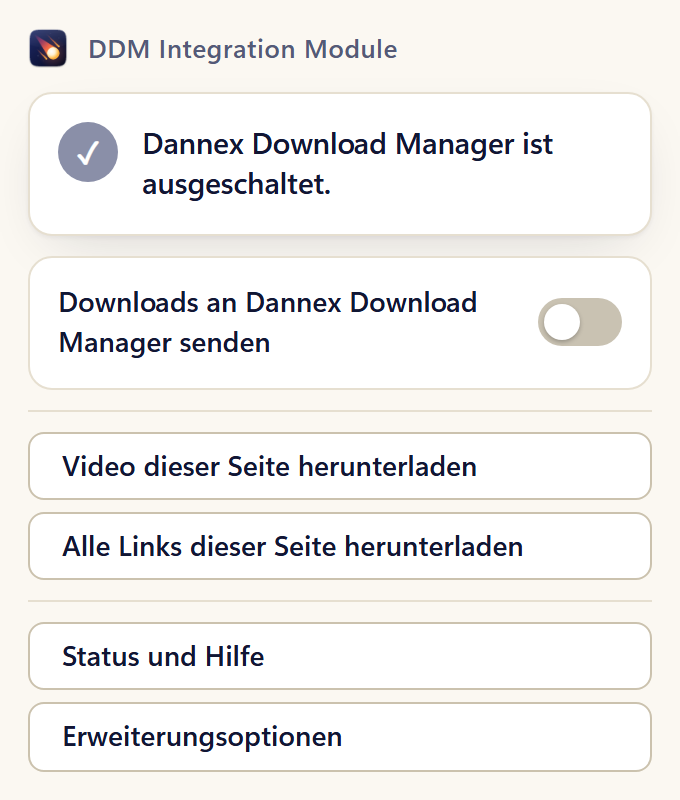 DDM Integration Module
Dannex Download Manager ist
ausgeschaltet.
Downloads an Dannex Download
Manager senden
Video dieser Seite herunterladen
Alle Links dieser Seite herunterladen
Status und Hilfe
Erweiterungsoptionen